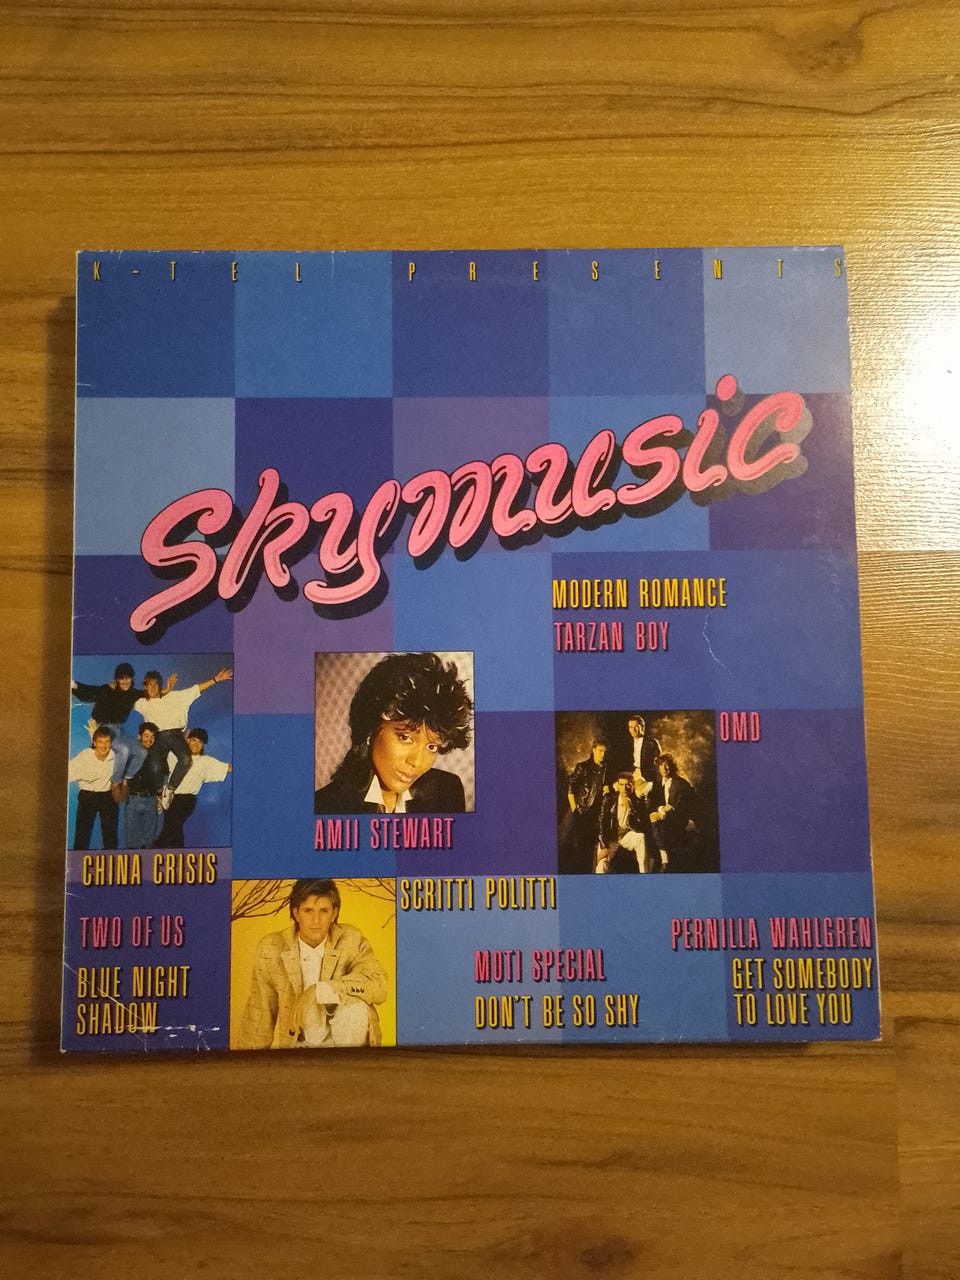 K-TEL PRESENTS
Skymusic
MODERN ROMANCE
TARZAN BOY
OMD
AMII STEWART
CHINA CRISIS
SCRITTI POLITTI
TWO OF US
BLUE NIGHT
SHADOW
MOTI SPECIAL
DON'T BE SO SHY
PERNILLA WAHLGREN
GET SOMEBODY
TO LOVE YOU